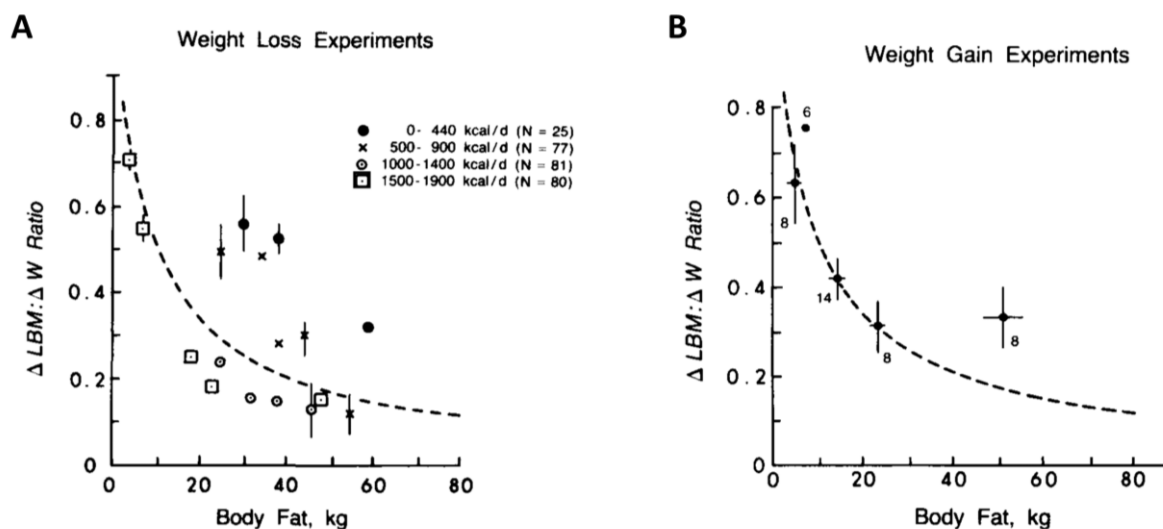 A
Weight Loss Experiments
Δ LBM:Δ W Ratio
0.8
0.6
0.4
0.2
0
0 20 40 60 80
Body Fat, kg
0- 440 kcal/d (N = 25)
500- 900 kcal/d (N = 77)
1000-1400 kcal/d (N = 81)
1500-1900 kcal/d (N = 80)
B
Weight Gain Experiments
Δ LBM:Δ W Ratio
0.8
0.6
0.4
0.2
0
6
8
14
8
8
0 20 40 60 80
Body Fat, kg